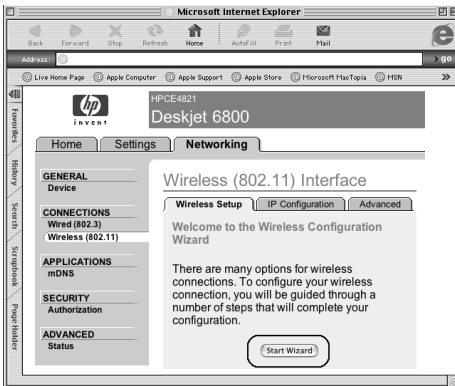 Microsoft Internet Explorer
Back Forward Stop Refresh Home AutoFill Print Mail
Address: go
Live Home Page Apple Computer Apple Support Apple Store Microsoft MacTopia MSN
Favorites
History
Search
Scrapbook
Page Holder
hp
invent
HPCE4821
Deskjet 6800
Home Settings Networking
GENERAL
Device
CONNECTIONS
Wired (802.3)
Wireless (802.11)
APPLICATIONS
mDNS
SECURITY
Authorization
ADVANCED
Status
Wireless (802.11) Interface
Wireless Setup IP Configuration Advanced
Welcome to the Wireless Configuration
Wizard
There are many options for wireless
connections. To configure your wireless
connection, you will be guided through a
number of steps that will complete your
configuration.
Start Wizard